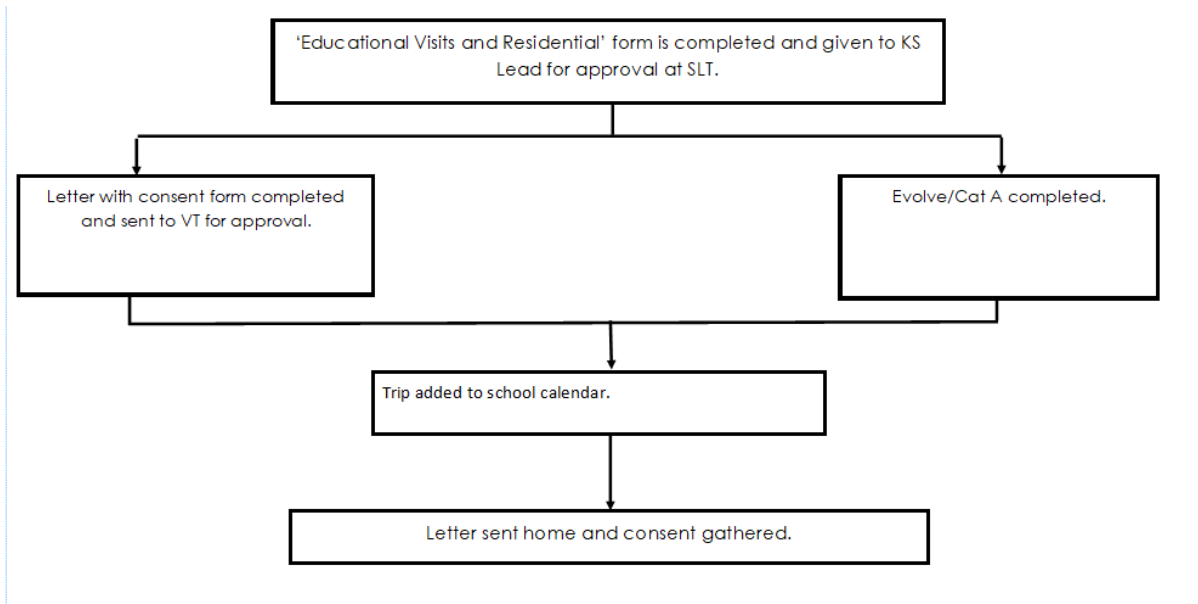 ‘Educational Visits and Residential’ form is completed and given to KS
Lead for approval at SLT.
Letter with consent form completed
and sent to VT for approval.
Evolve/Cat A completed.
Trip added to school calendar.
Letter sent home and consent gathered.